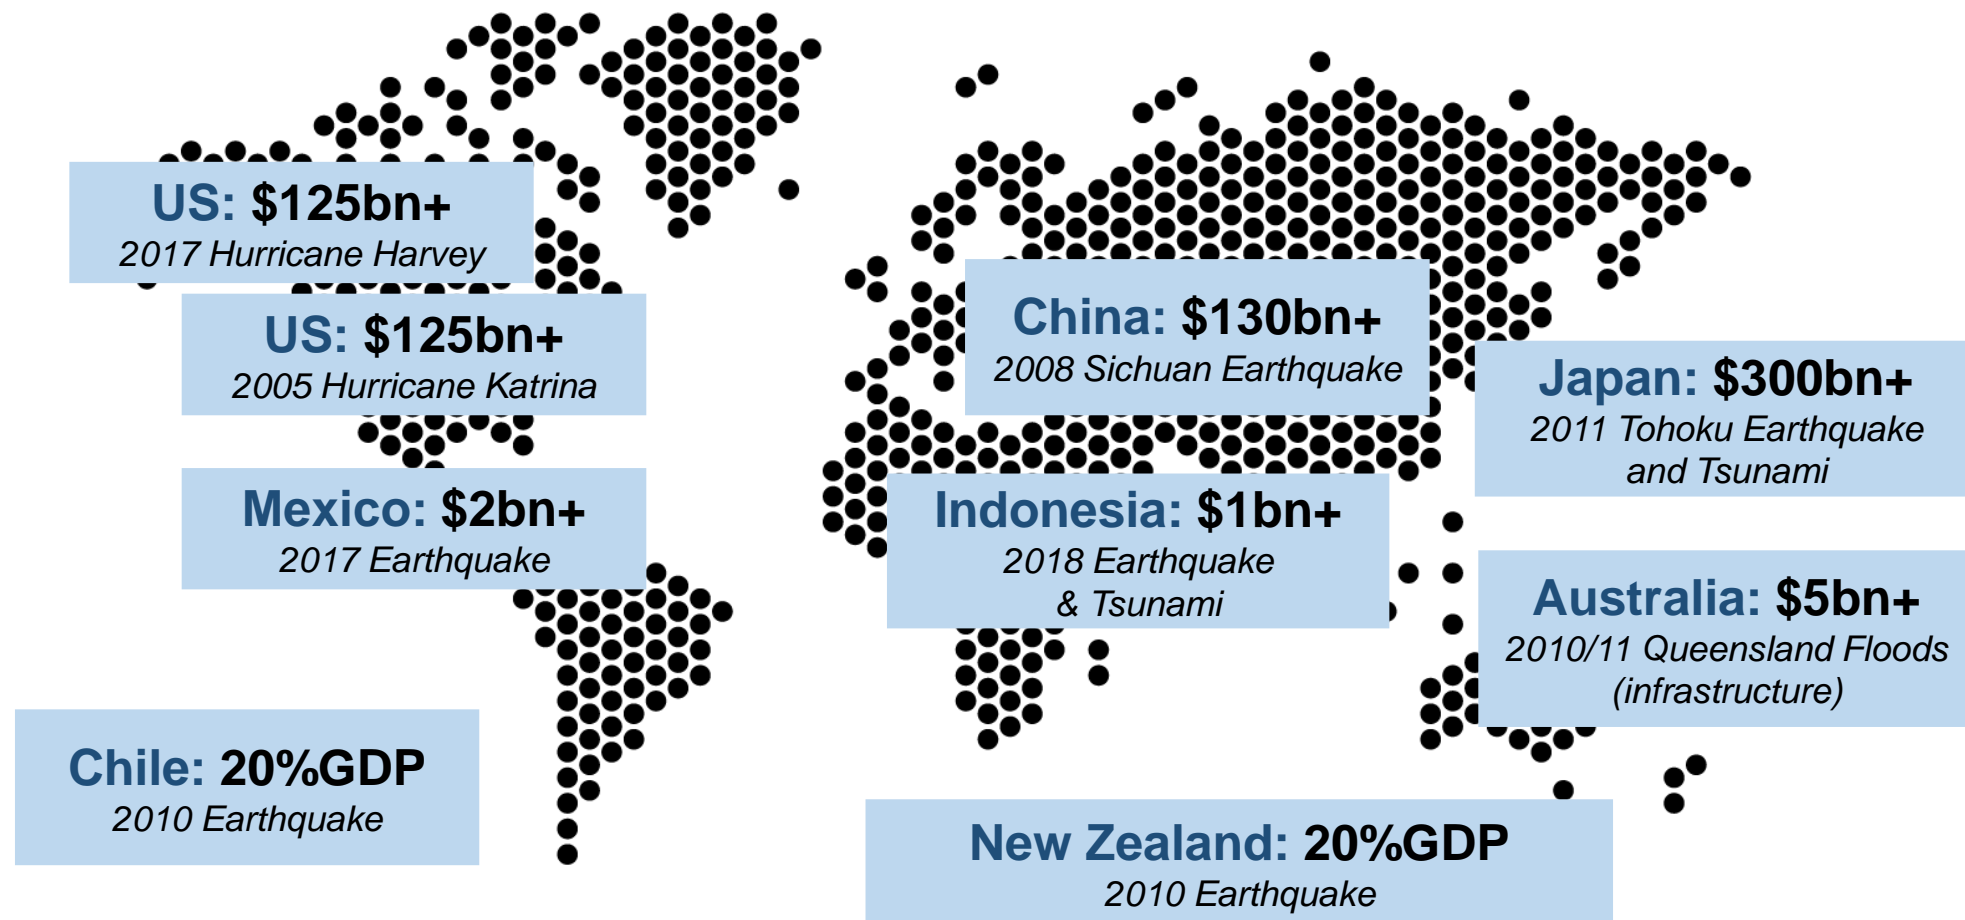 US: $125bn+
2017 Hurricane Harvey
US: $125bn+
2005 Hurricane Katrina
China: $130bn+
2008 Sichuan Earthquake
Japan: $300bn+
2011 Tohoku Earthquake
and Tsunami
Mexico: $2bn+
2017 Earthquake
Indonesia: $1bn+
2018 Earthquake
& Tsunami
Australia: $5bn+
2010/11 Queensland Floods
(infrastructure)
Chile: 20%GDP
2010 Earthquake
New Zealand: 20%GDP
2010 Earthquake